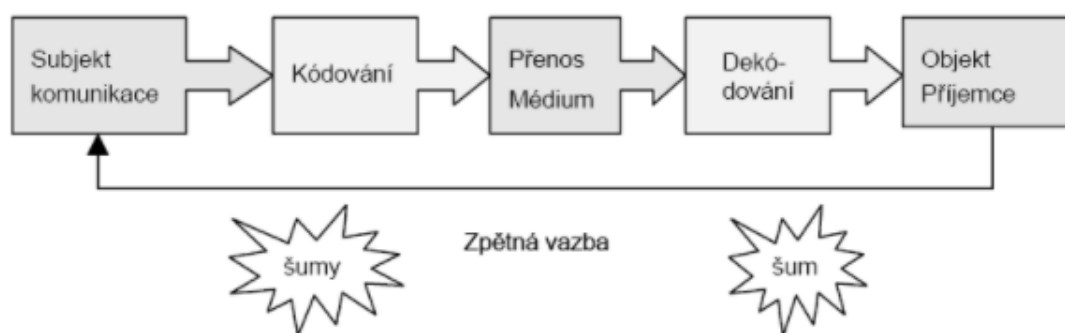 Subjekt
komunikace
Kódování
Přenos
Médium
Dekó-
dování
Objekt
Příjemce
Zpětná vazba
šumy
šum